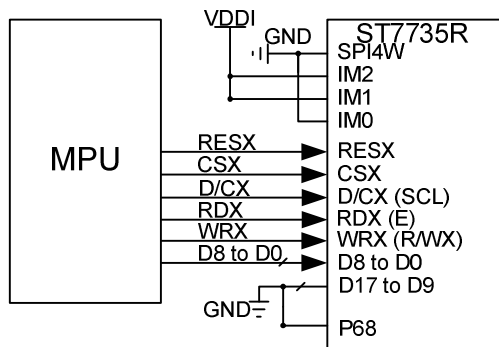 VDDI
ST7735R
GND
SPI4W
IM2
IM1
IM0
MPU
RESX
RESX
CSX
CSX
D/CX
D/CX (SCL)
RDX
RDX (E)
WRX
WRX (R/WX)
D8 to D0
D8 to D0
D17 to D9
GND
P68